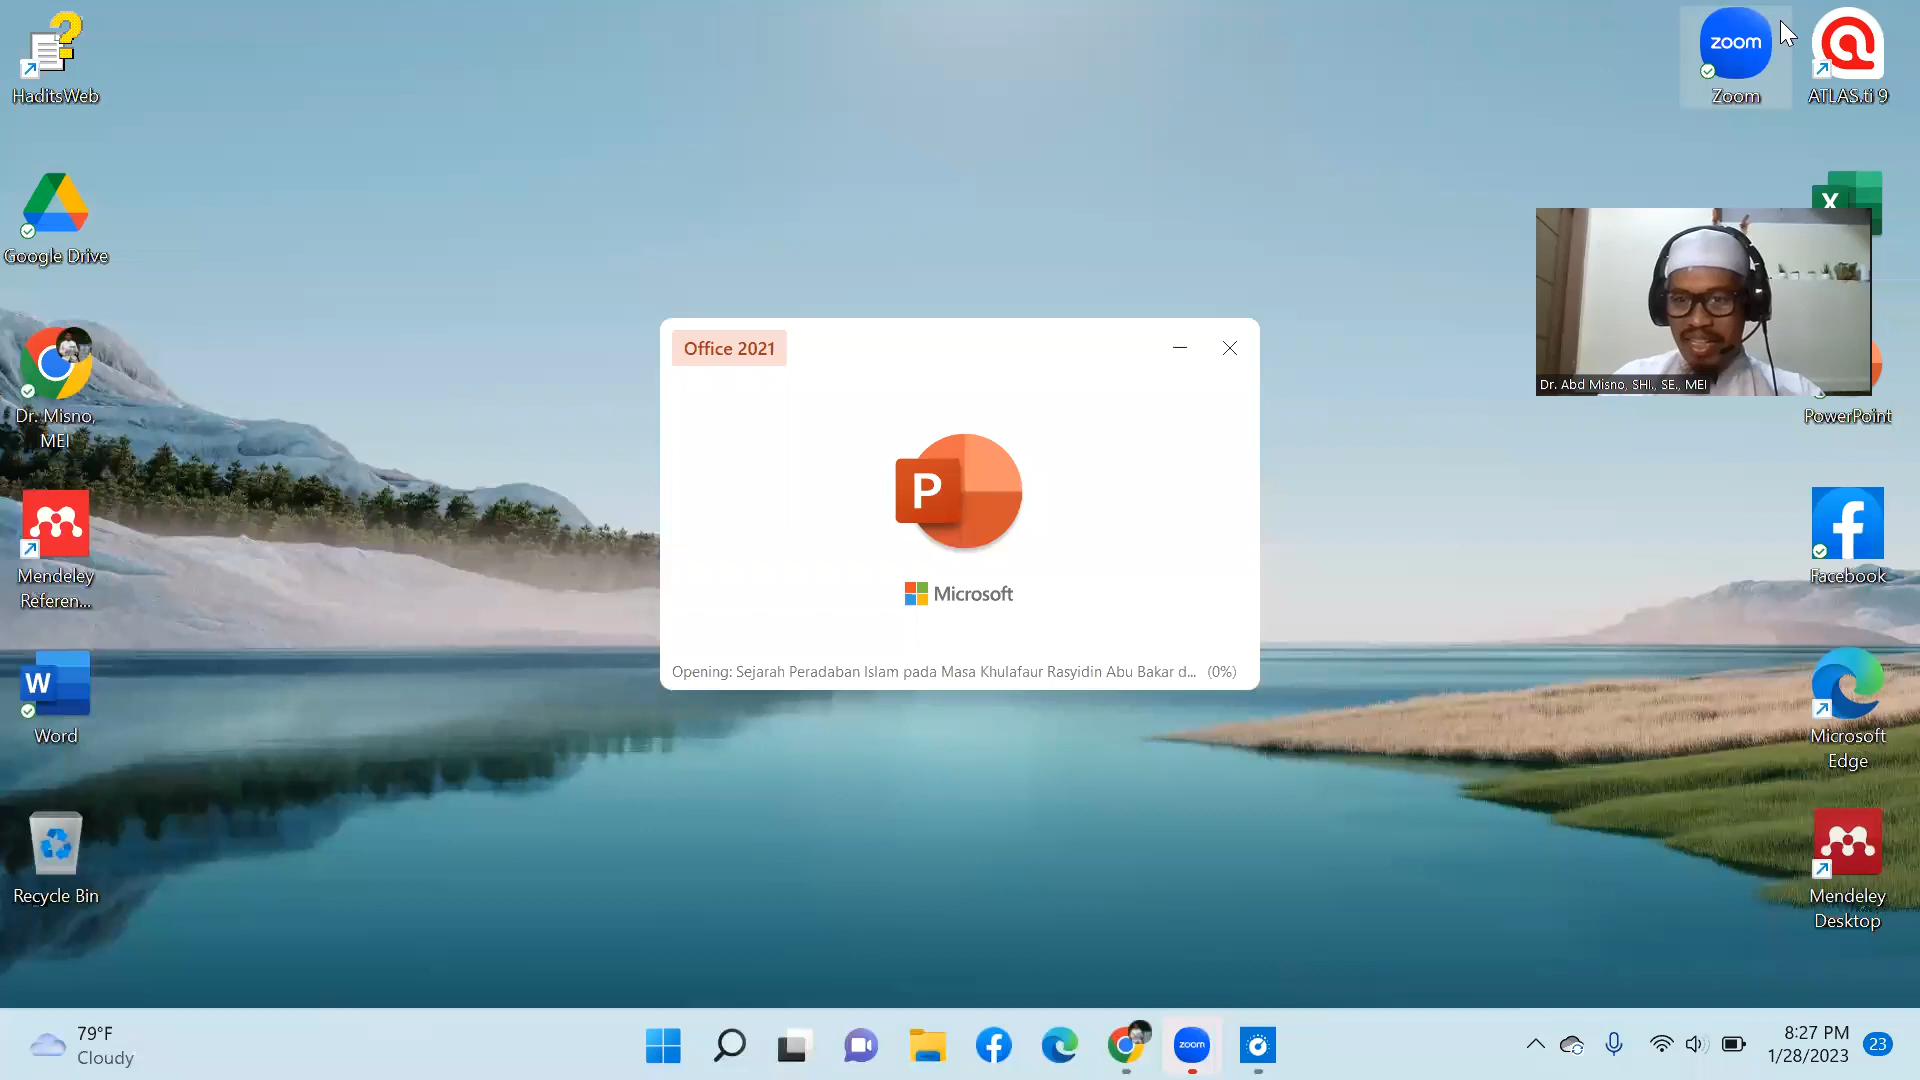 HaditsWeb
Google Drive
Dr. Misno,
MEI
Mendeley
Referen...
W
Word
Recycle Bin
zoom
Zoom
ATLAS.ti 9
X
Dr. Abd Misno, SHI., SE., MEI
PowerPoint
Facebook
Microsoft
Edge
Mendeley
Desktop
Office 2021
P
Microsoft
Opening: Sejarah Peradaban Islam pada Masa Khulafaur Rasyidin Abu Bakar d... (0%)
79°F
Cloudy
zoom
8:27 PM
1/28/2023
23